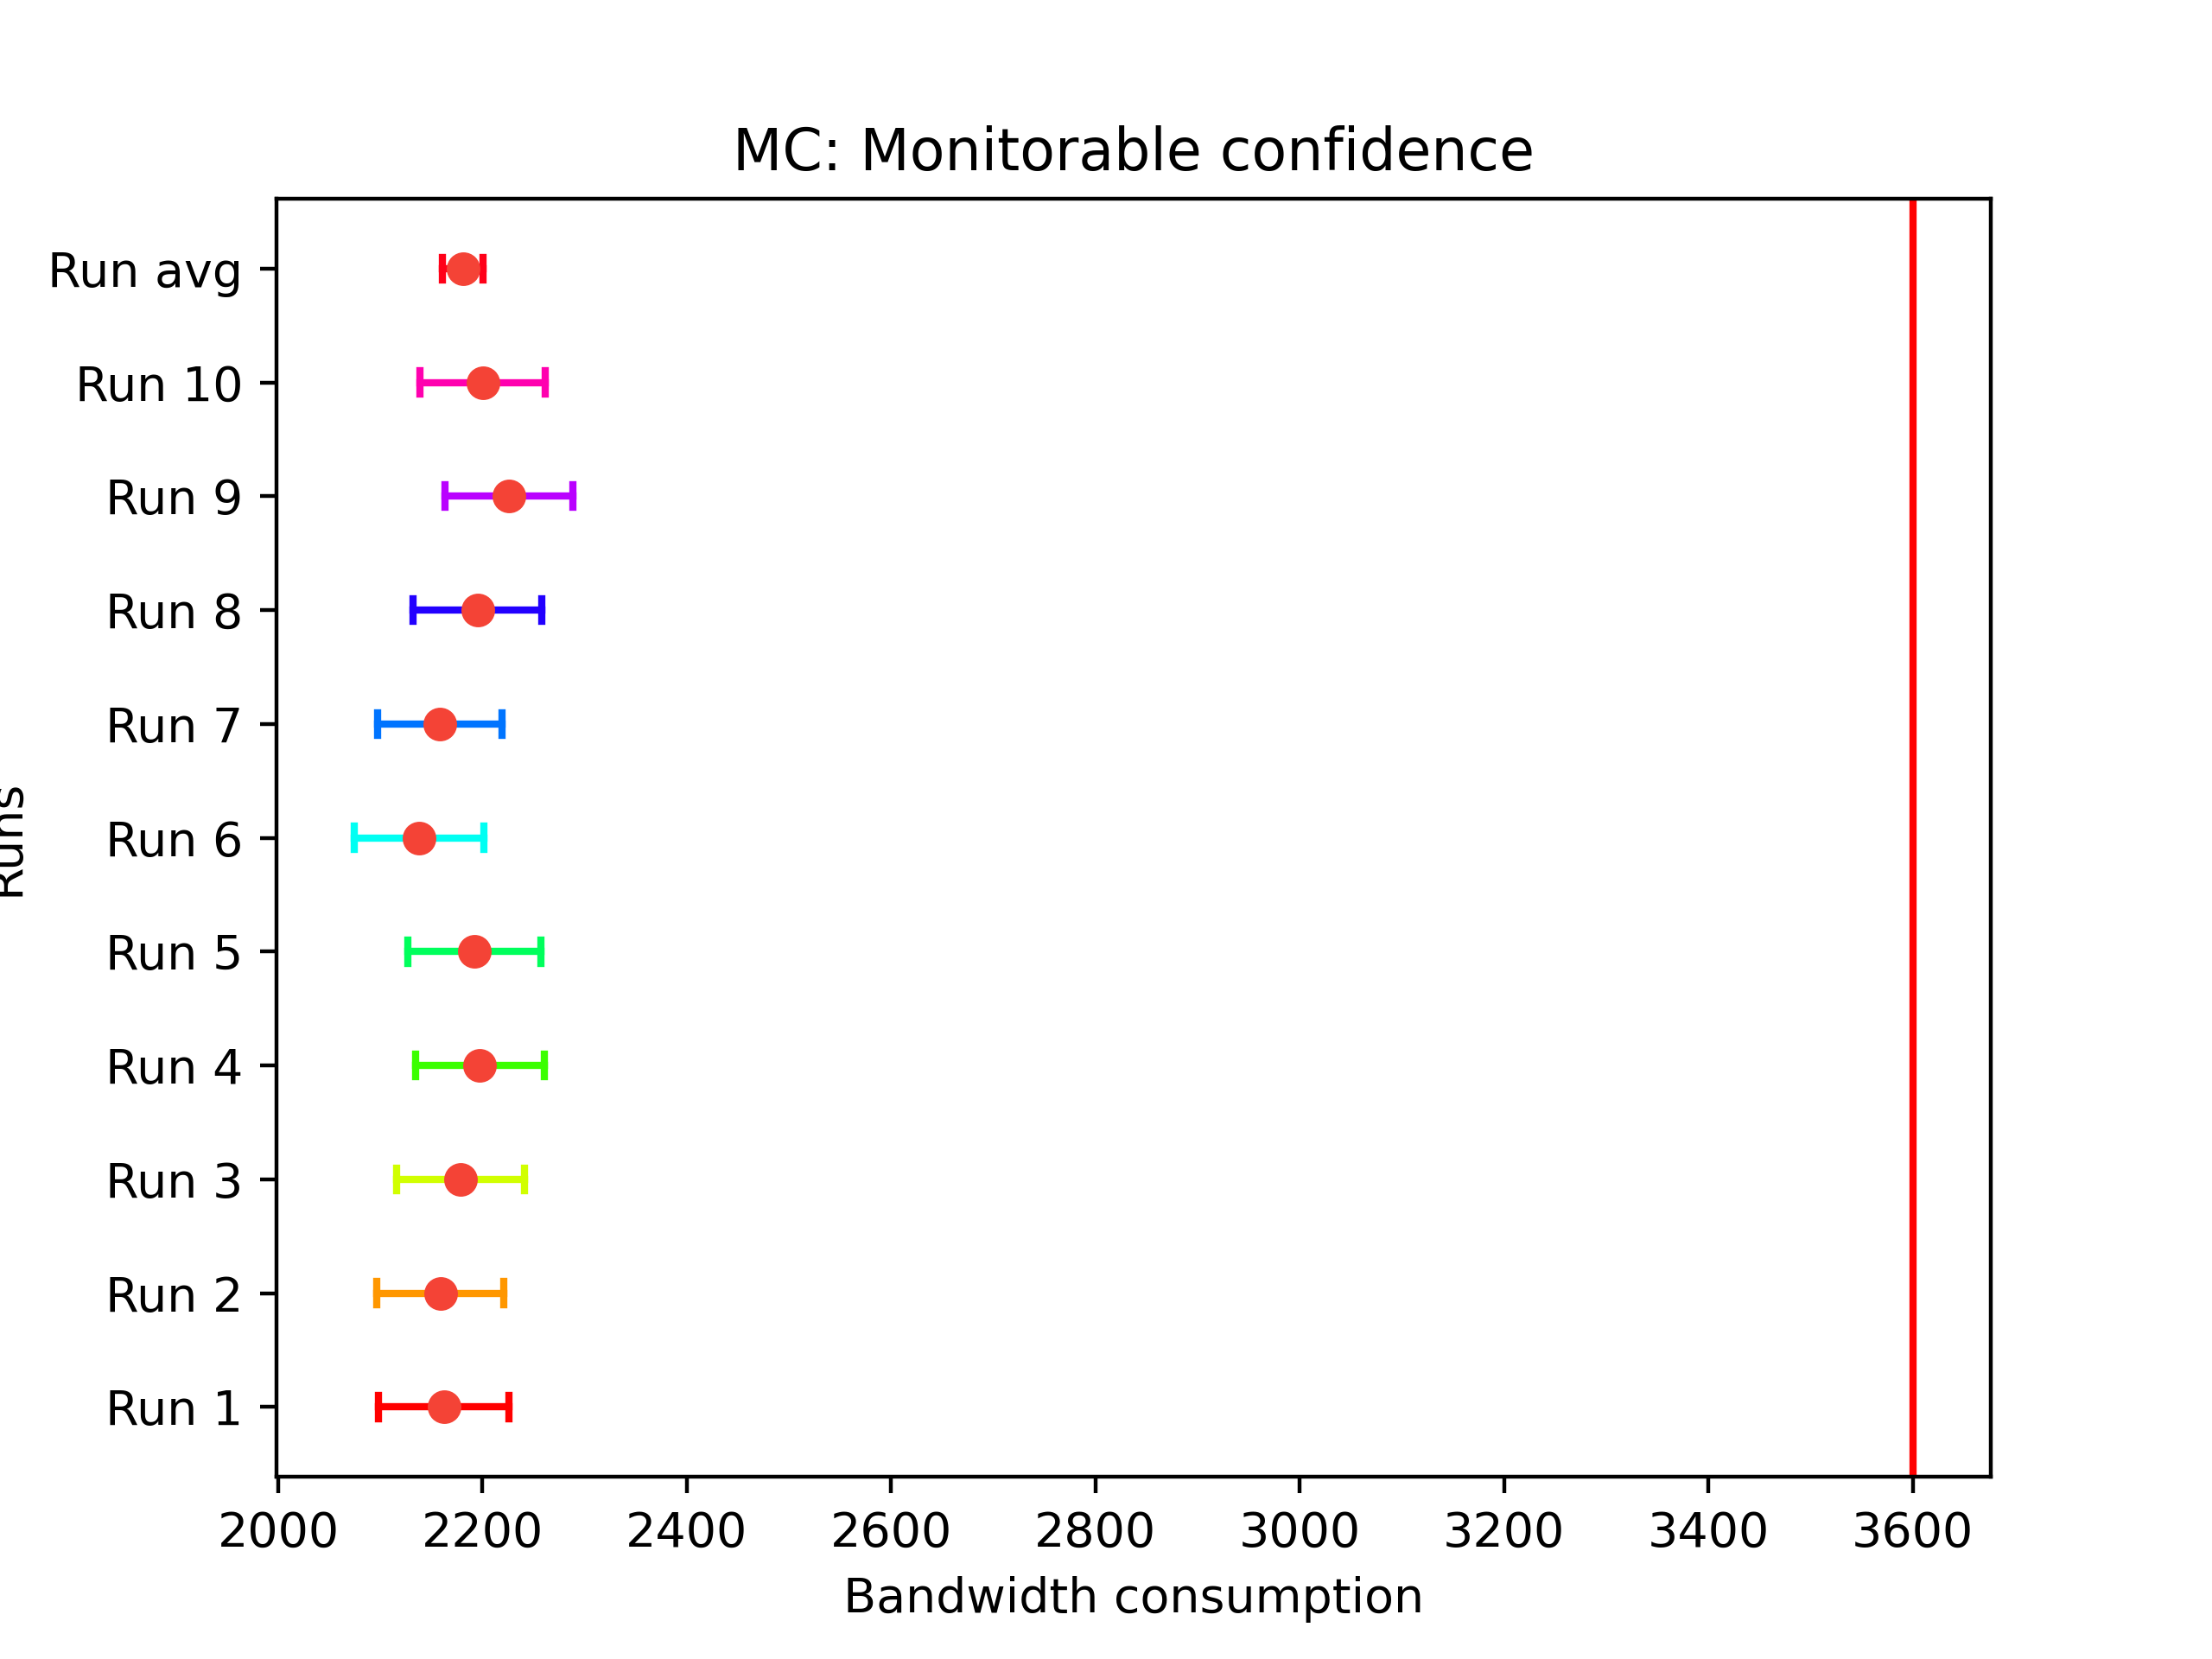 MC: Monitorable confidence
Run avg
Run 10
Run 9
Run 8
Run 7
Run 6
Run 5
Run 4
Run 3
Run 2
Run 1
Runs
2000 2200 2400 2600 2800 3000 3200 3400 3600
Bandwidth consumption